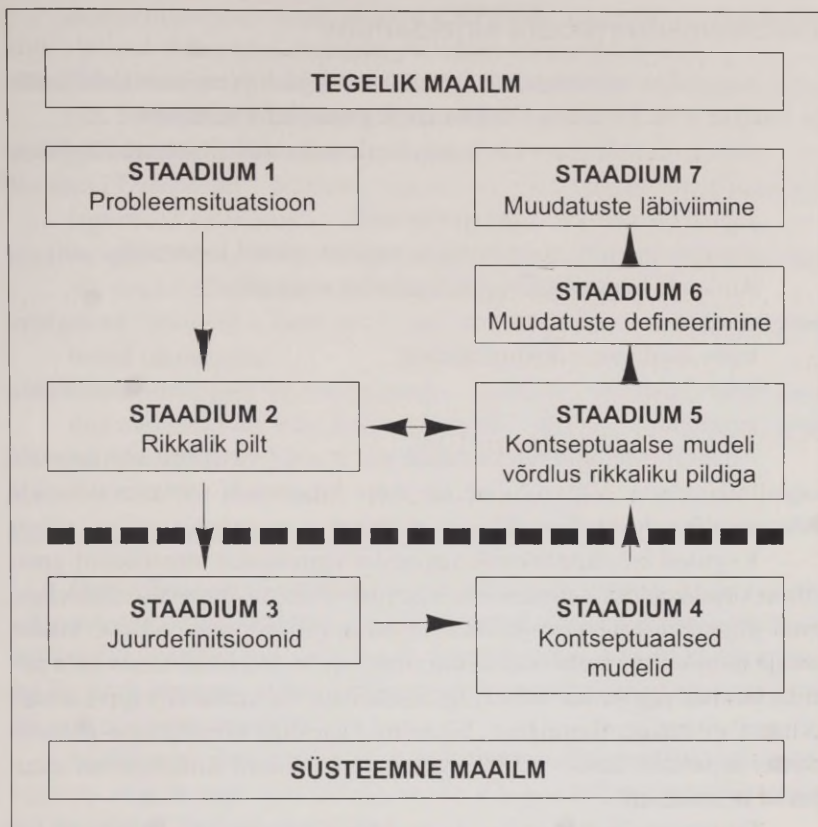 TEGELIK MAAILM
STAADIUM 1
Probleemsituatsioon
STAADIUM 7
Muudatuste läbiviimine
STAADIUM 6
Muudatuste defineerimine
STAADIUM 2
Rikkalik pilt
STAADIUM 5
Kontseptuaalse mudeli
võrdlus rikkaliku pildiga
STAADIUM 3
Juurdefinitsioonid
STAADIUM 4
Kontseptuaalsed
mudelid
SÜSTEEMNE MAAILM